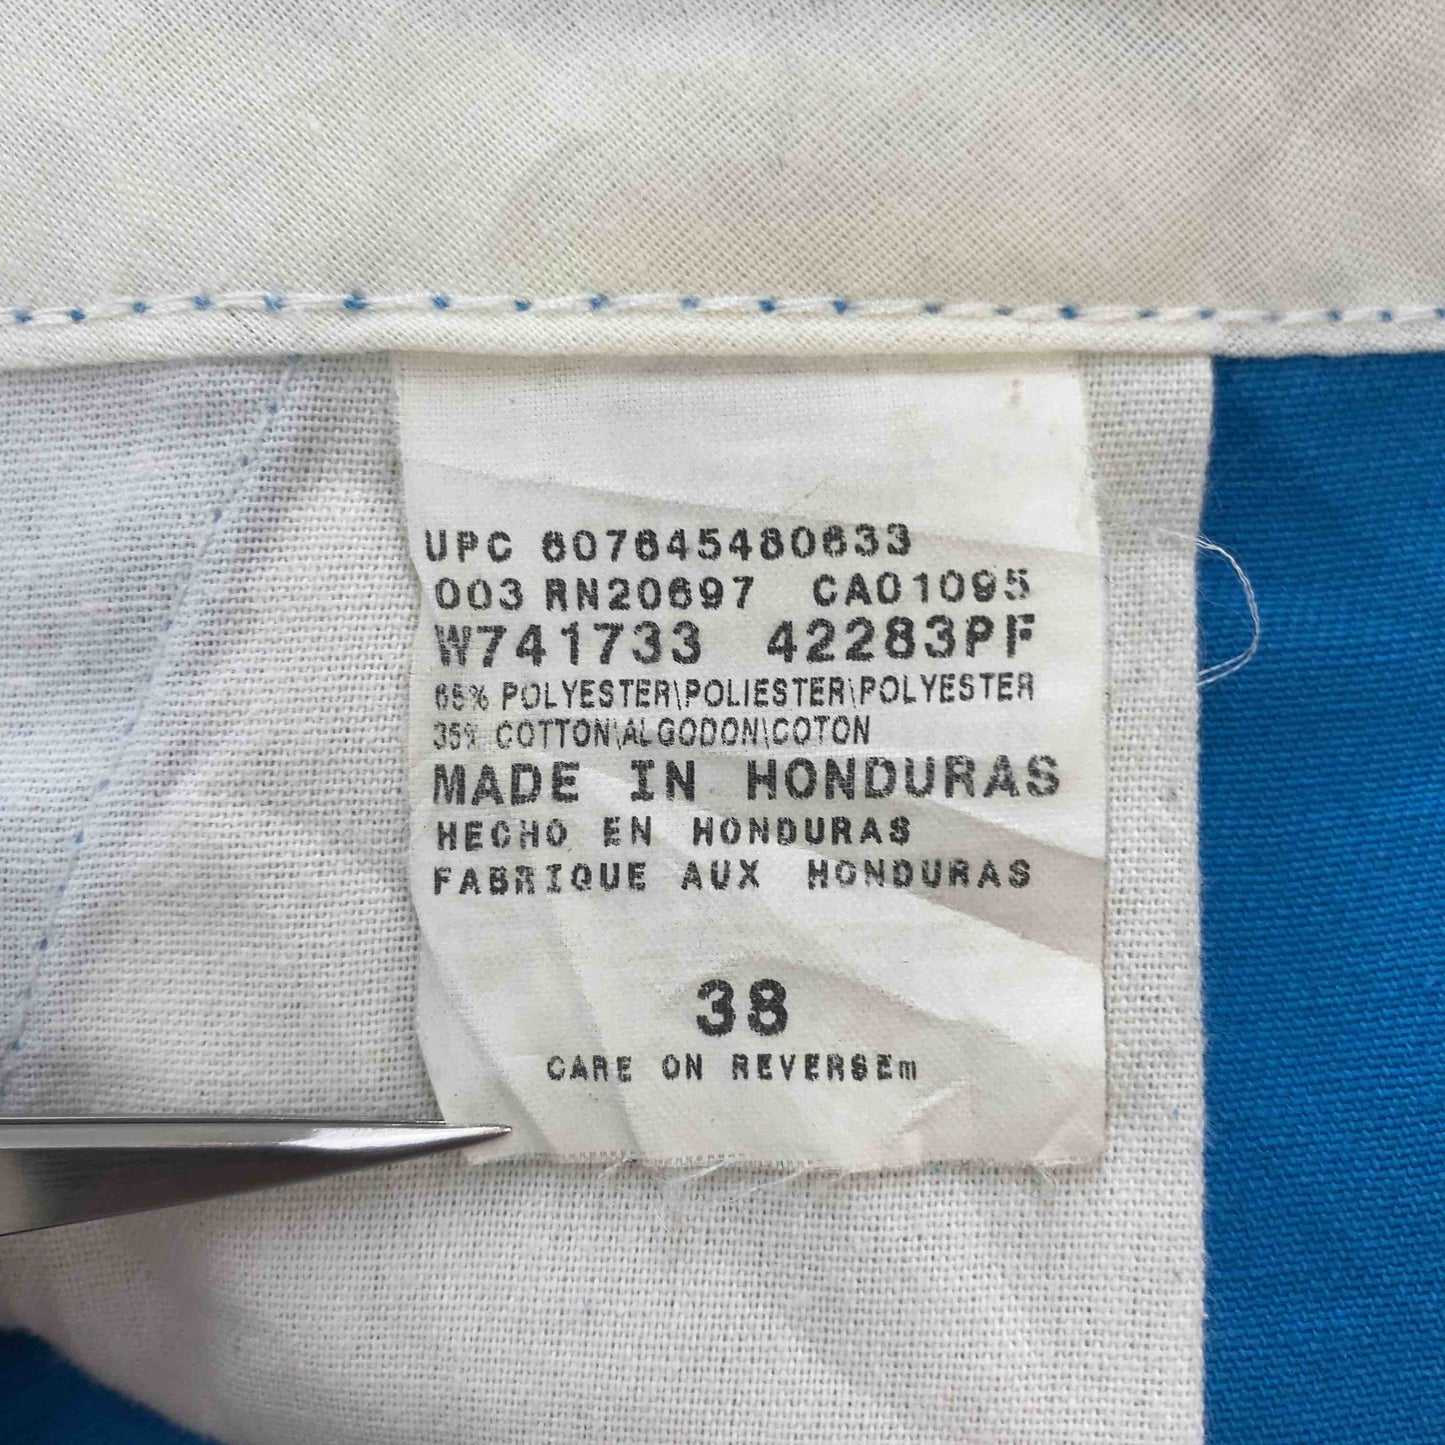 UPC 607645480633
003 RN20697 CA01095
W741733 42283PF
65% POLYESTER\POLIESTER\POLYESTER
35% COTTON\ALGODON\COTON
MADE IN HONDURAS
HECHO EN HONDURAS
FABRIQUE AUX HONDURAS
38
CARE ON REVERSEm